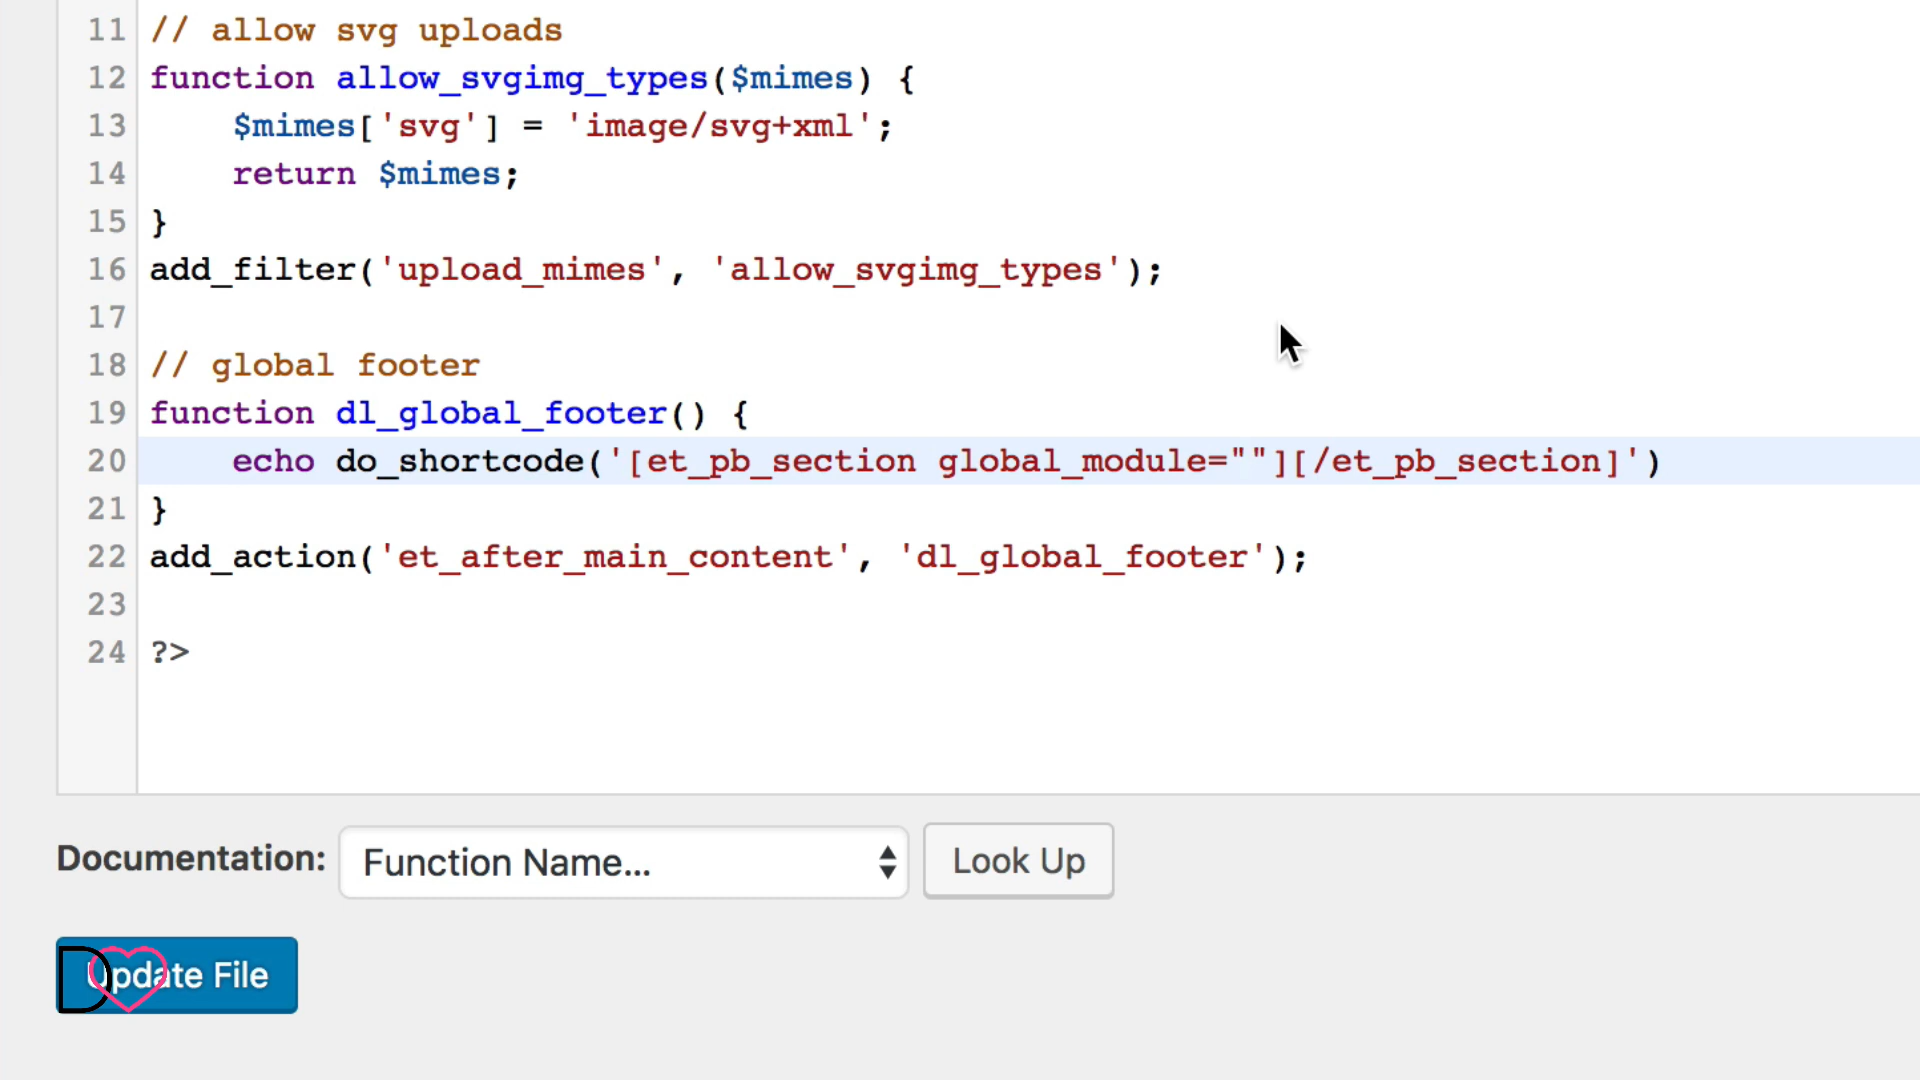 11 // allow svg uploads
12 function allow_svgimg_types($mimes) {
13     $mimes['svg'] = 'image/svg+xml';
14     return $mimes;
15 }
16 add_filter('upload_mimes', 'allow_svgimg_types');
17
18 // global footer
19 function dl_global_footer() {
20     echo do_shortcode('[et_pb_section global_module=""][/et_pb_section]')
21 }
22 add_action('et_after_main_content', 'dl_global_footer');
23
24 ?>
Documentation: Function Name... Look Up
Update File